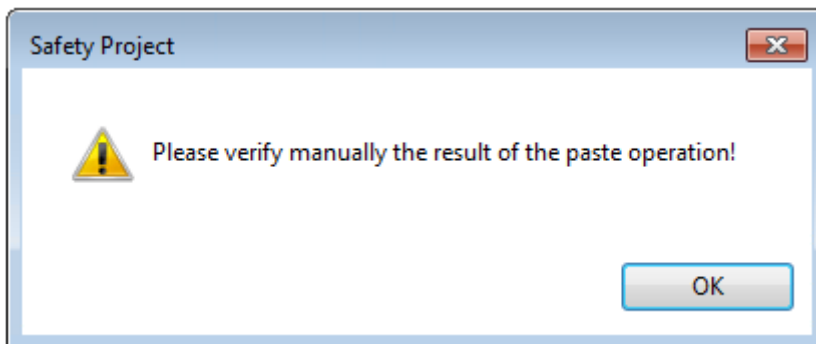 Safety Project
Please verify manually the result of the paste operation!
OK